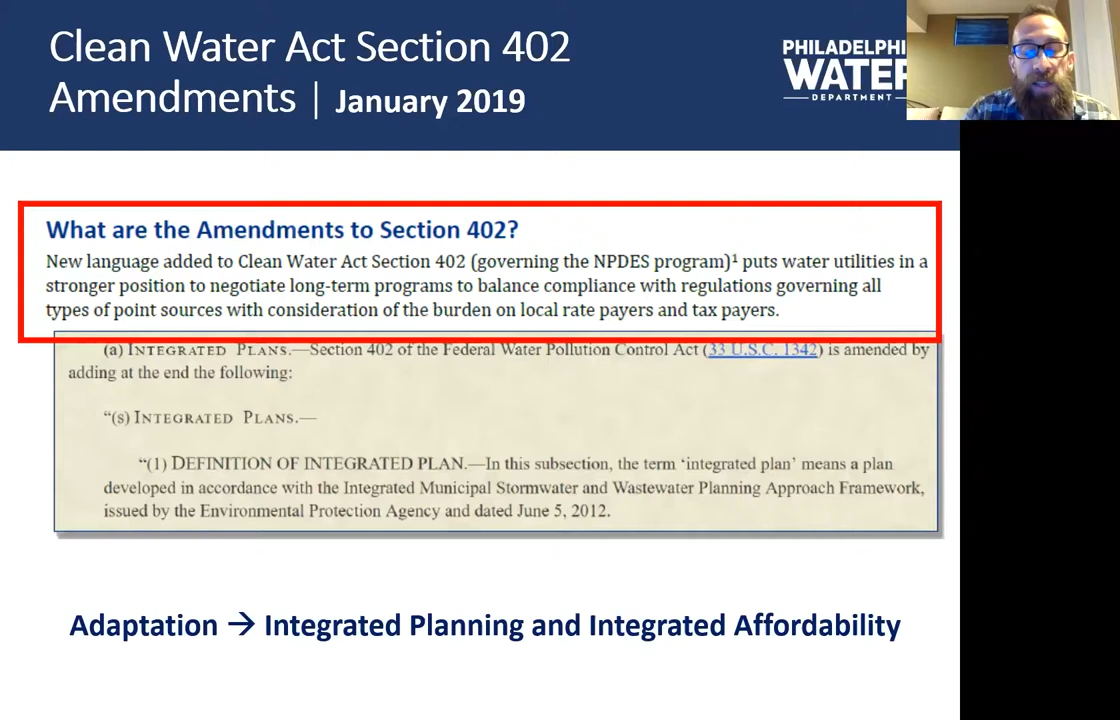 Clean Water Act Section 402
Amendments | January 2019
PHILADELPHI
WATER
DEPARTMENT
What are the Amendments to Section 402?
New language added to Clean Water Act Section 402 (governing the NPDES program)¹ puts water utilities in a
stronger position to negotiate long-term programs to balance compliance with regulations governing all
types of point sources with consideration of the burden on local rate payers and tax payers.
(a) INTEGRATED PLANS.—Section 402 of the Federal Water Pollution Control Act (33 U.S.C. 1342) is amended by
adding at the end the following:
“(s) INTEGRATED PLANS.—
“(1) DEFINITION OF INTEGRATED PLAN.—In this subsection, the term ‘integrated plan’ means a plan
developed in accordance with the Integrated Municipal Stormwater and Wastewater Planning Approach Framework,
issued by the Environmental Protection Agency and dated June 5, 2012.
Adaptation → Integrated Planning and Integrated Affordability